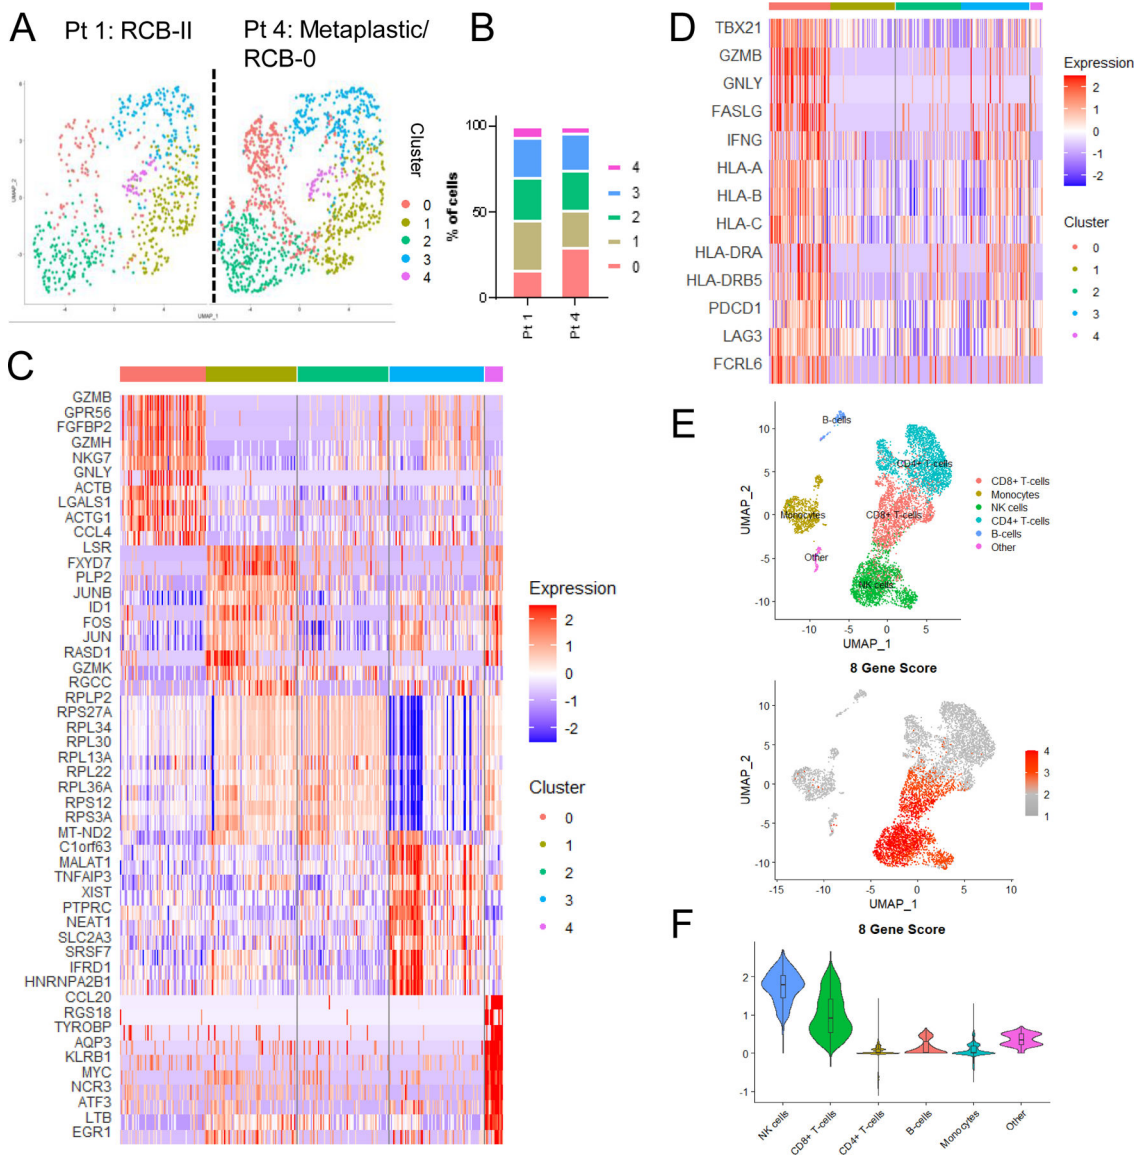 A
Pt 1: RCB-II
Pt 4: Metaplastic/
RCB-0
UMAP_2
UMAP_1
-4
0
4
-4
0
4
Cluster
0
1
2
3
4
B
% of cells
100
50
0
Pt 1
Pt 4
4
3
2
1
0
C
GZMB
GPR56
FGFBP2
GZMH
NKG7
GNLY
ACTB
LGALS1
ACTG1
CCL4
LSR
FXYD7
PLP2
JUNB
ID1
FOS
JUN
RASD1
GZMK
RGCC
RPLP2
RPS27A
RPL34
RPL30
RPL13A
RPL22
RPL36A
RPS12
RPS3A
MT-ND2
C1orf63
MALAT1
TNFAIP3
XIST
PTPRC
NEAT1
SLC2A3
SRSF7
IFRD1
HNRNPA2B1
CCL20
RGS18
TYROBP
AQP3
KLRB1
MYC
NCR3
ATF3
LTB
EGR1
Expression
2
1
0
-1
-2
Cluster
0
1
2
3
4
D
TBX21
GZMB
GNLY
FASLG
IFNG
HLA-A
HLA-B
HLA-C
HLA-DRA
HLA-DRB5
PDCD1
LAG3
FCRL6
Expression
2
1
0
-1
-2
Cluster
0
1
2
3
4
E
UMAP_2
10
5
0
-5
-10
B-cells
CD4+ T-cells
Monocytes
CD8+ T-cells
Other
NK cells
-10
-5
0
5
UMAP_1
CD8+ T-cells
Monocytes
NK cells
CD4+ T-cells
B-cells
Other
8 Gene Score
UMAP_2
10
5
0
-5
-10
-15
-10
-5
0
5
10
UMAP_1
4
3
2
1
F
8 Gene Score
2
1
0
-1
NK cells
CD8+ T-cells
CD4+ T-cells
B-cells
Monocytes
Other